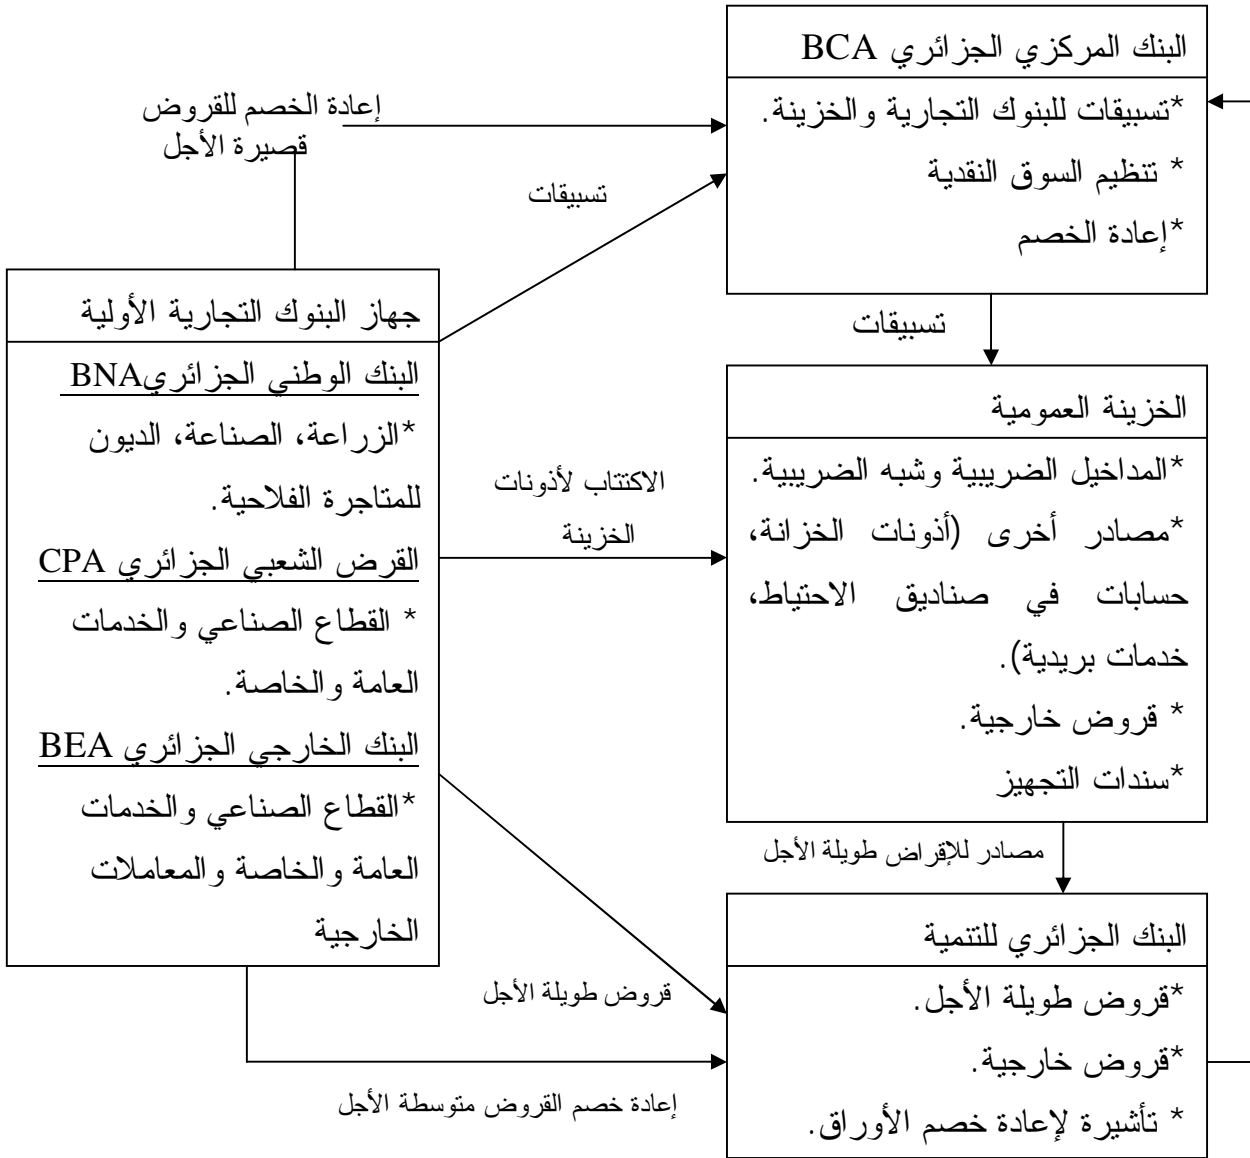 البنك المركزي الجزائري BCA
*تسبيقات للبنوك التجارية والخزينة.
* تنظيم السوق النقدية
*إعادة الخصم
إعادة الخصم للقروض
قصيرة الأجل
تسبيقات
جهاز البنوك التجارية الأولية
البنك الوطني الجزائريBNA
*الزراعة، الصناعة، الديون
للمتاجرة الفلاحية.
القرض الشعبي الجزائري CPA
* القطاع الصناعي والخدمات
العامة والخاصة.
البنك الخارجي الجزائري BEA
*القطاع الصناعي والخدمات
العامة والخاصة والمعاملات
الخارجية
تسبيقات
الخزينة العمومية
*المداخيل الضريبية وشبه الضريبية.
*مصادر أخرى (أذونات الخزانة،
حسابات في صناديق الاحتياط،
خدمات بريدية).
* قروض خارجية.
*سندات التجهيز
الاكتتاب لأذونات
الخزينة
مصادر للإقراض طويلة الأجل
البنك الجزائري للتنمية
*قروض طويلة الأجل.
*قروض خارجية.
* تأشيرة لإعادة خصم الأوراق.
قروض طويلة الأجل
إعادة خصم القروض متوسطة الأجل